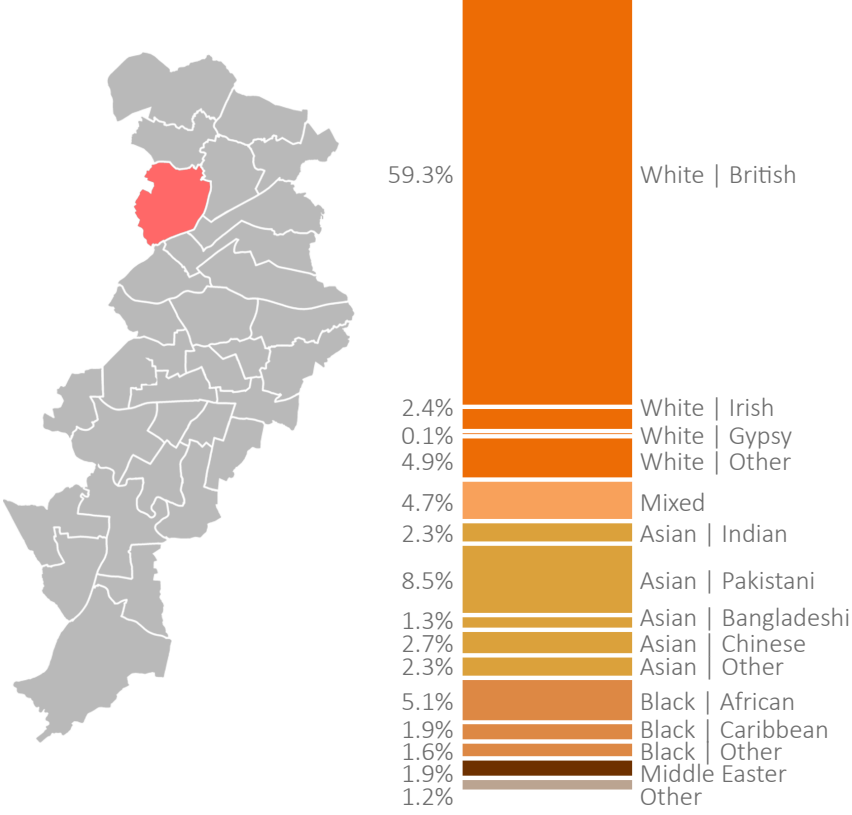 59.3% White | British
2.4% White | Irish
0.1% White | Gypsy
4.9% White | Other
4.7% Mixed
2.3% Asian | Indian
8.5% Asian | Pakistani
1.3% Asian | Bangladeshi
2.7% Asian | Chinese
2.3% Asian | Other
5.1% Black | African
1.9% Black | Caribbean
1.6% Black | Other
1.9% Middle Easter
1.2% Other